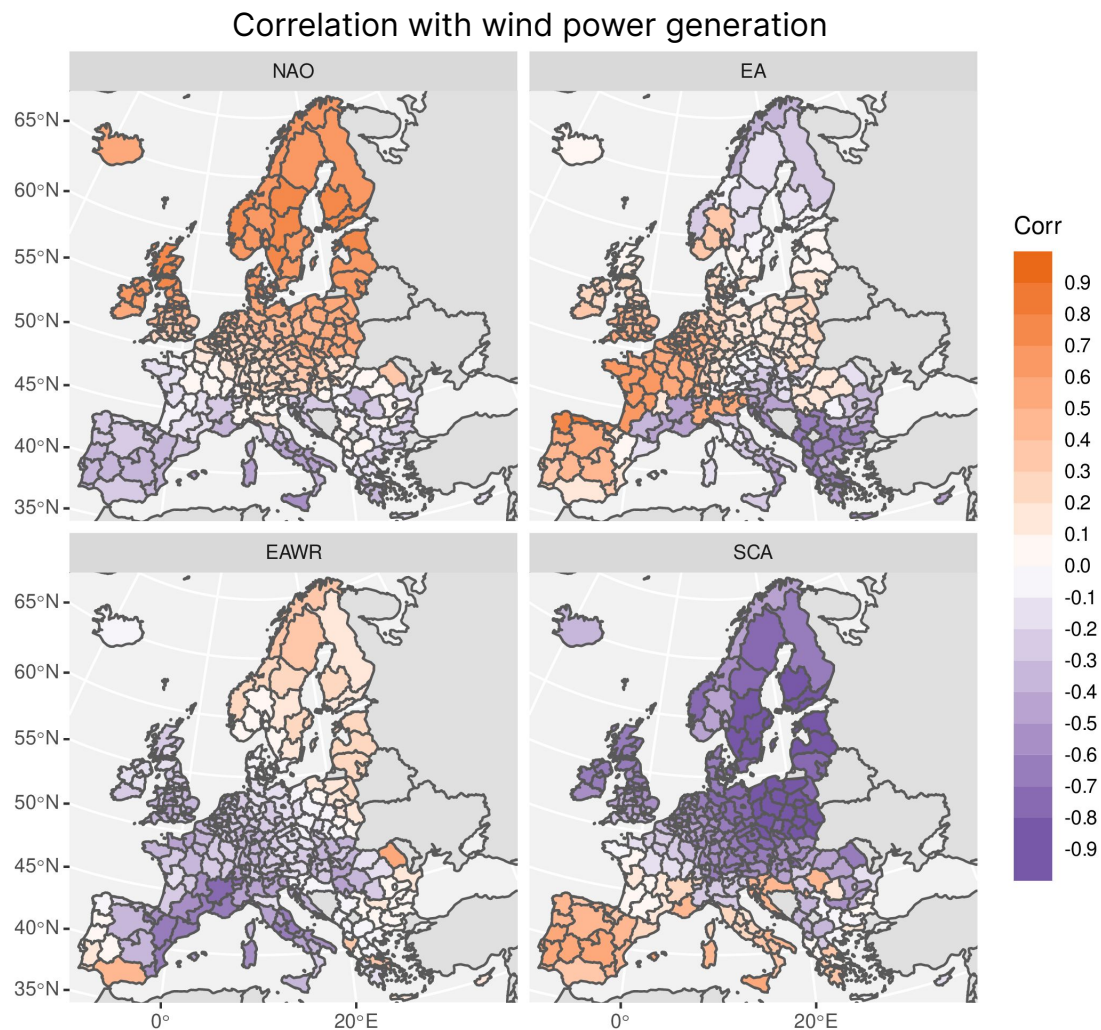 Correlation with wind power generation
NAO
EA
65°N
60°N
55°N
50°N
45°N
40°N
35°N
EAWR
SCA
65°N
60°N
55°N
50°N
45°N
40°N
35°N
0°
20°E
0°
20°E
Corr
0.9
0.8
0.7
0.6
0.5
0.4
0.3
0.2
0.1
0.0
-0.1
-0.2
-0.3
-0.4
-0.5
-0.6
-0.7
-0.8
-0.9